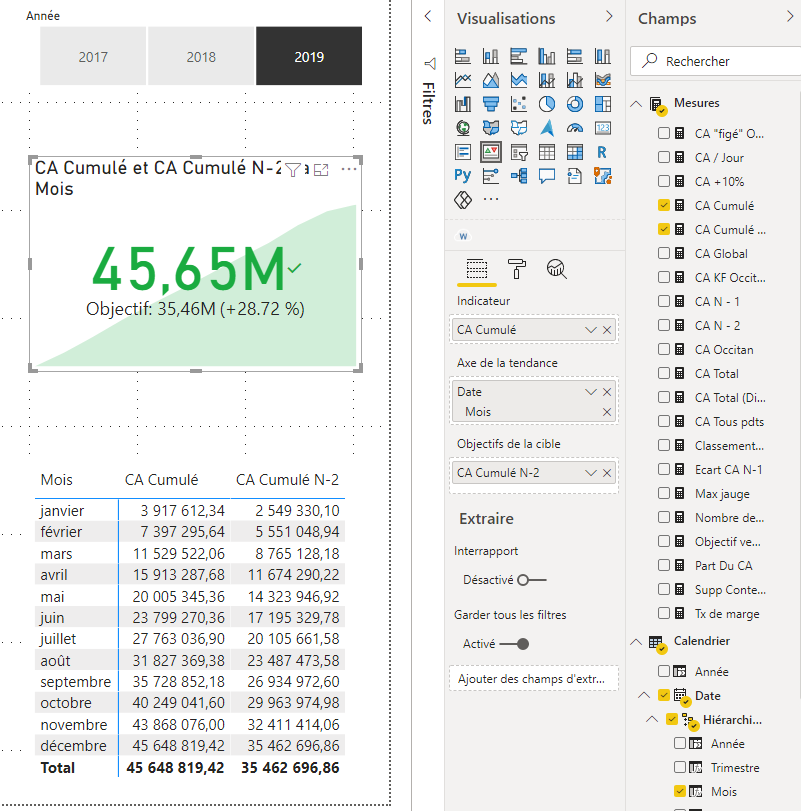 Année
2017
2018
2019
CA Cumulé et CA Cumulé N-2
Mois
45,65M
Objectif: 35,46M (+28.72 %)
Mois CA Cumulé CA Cumulé N-2
janvier 3 917 612,34 2 549 330,10
février 7 397 295,64 5 551 048,94
mars 11 529 522,06 8 765 128,18
avril 15 913 287,68 11 674 290,22
mai 20 005 345,36 14 323 946,92
juin 23 799 270,36 17 195 329,78
juillet 27 763 036,90 20 105 661,58
août 31 827 369,38 23 487 473,58
septembre 35 728 852,18 26 934 972,60
octobre 40 249 041,60 29 963 974,98
novembre 43 868 076,00 32 411 414,06
décembre 45 648 819,42 35 462 696,86
Total 45 648 819,42 35 462 696,86
Filtres
Visualisations
123
R
Py
W
Indicateur
CA Cumulé
Axe de la tendance
Date
Mois
Objectifs de la cible
CA Cumulé N-2
Extraire
Interrapport
Désactivé
Garder tous les filtres
Activé
Ajouter des champs d'extr...
Champs
Rechercher
Mesures
CA "figé" O...
CA / Jour
CA +10%
CA Cumulé
CA Cumulé ...
CA Global
CA KF Occit...
CA N - 1
CA N - 2
CA Occitan
CA Total
CA Total (Di...
CA Tous pdts
Classement...
Ecart CA N-1
Max jauge
Nombre de...
Objectif ve...
Part Du CA
Supp Conte...
Tx de marge
Calendrier
Année
Date
Hiérarchi...
Année
Trimestre
Mois